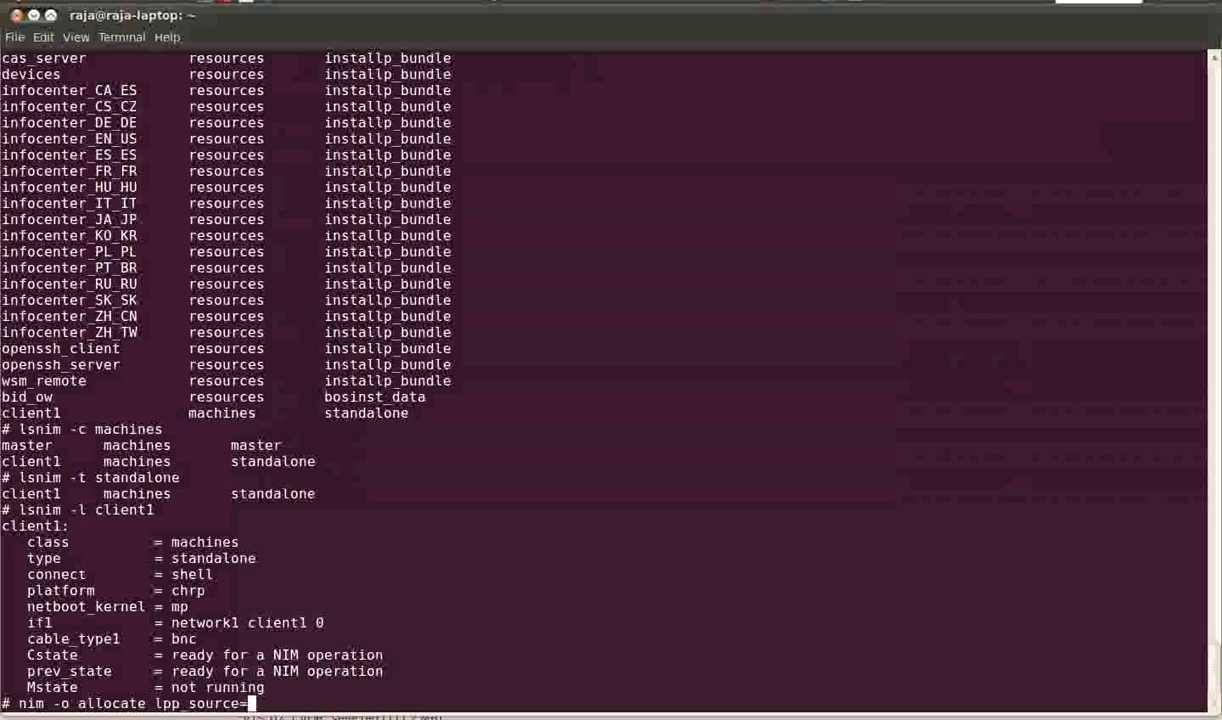 raja@raja-laptop: ~
File Edit View Terminal Help
cas_server resources installp_bundle
devices resources installp_bundle
infocenter_CA_ES resources installp_bundle
infocenter_CS_CZ resources installp_bundle
infocenter_DE_DE resources installp_bundle
infocenter_EN_US resources installp_bundle
infocenter_ES_ES resources installp_bundle
infocenter_FR_FR resources installp_bundle
infocenter_HU_HU resources installp_bundle
infocenter_IT_IT resources installp_bundle
infocenter_JA_JP resources installp_bundle
infocenter_KO_KR resources installp_bundle
infocenter_PL_PL resources installp_bundle
infocenter_PT_BR resources installp_bundle
infocenter_RU_RU resources installp_bundle
infocenter_SK_SK resources installp_bundle
infocenter_ZH_CN resources installp_bundle
infocenter_ZH_TW resources installp_bundle
openssh_client resources installp_bundle
openssh_server resources installp_bundle
wsm_remote resources installp_bundle
bid_ow resources bosinst_data
client1 machines standalone
# lsnim -c machines
master machines master
client1 machines standalone
# lsnim -t standalone
client1 machines standalone
# lsnim -l client1
client1:
class = machines
type = standalone
connect = shell
platform = chrp
netboot_kernel = mp
if1 = network1 client1 0
cable_type1 = bnc
Cstate = ready for a NIM operation
prev_state = ready for a NIM operation
Mstate = not running
# nim -o allocate lpp_source=